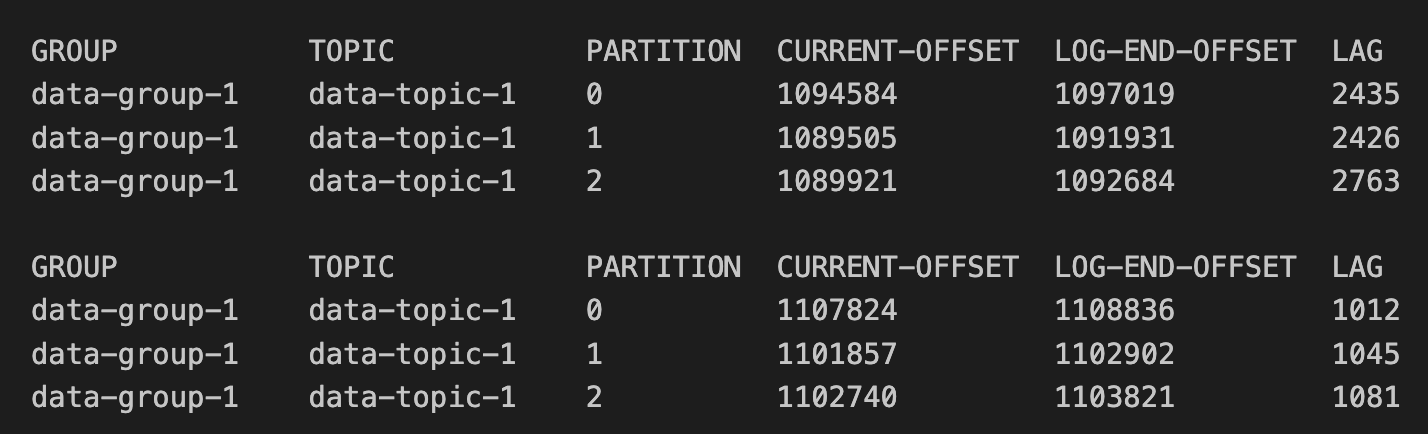 GROUP TOPIC PARTITION CURRENT-OFFSET LOG-END-OFFSET LAG
data-group-1 data-topic-1 0 1094584 1097019 2435
data-group-1 data-topic-1 1 1089505 1091931 2426
data-group-1 data-topic-1 2 1089921 1092684 2763
GROUP TOPIC PARTITION CURRENT-OFFSET LOG-END-OFFSET LAG
data-group-1 data-topic-1 0 1107824 1108836 1012
data-group-1 data-topic-1 1 1101857 1102902 1045
data-group-1 data-topic-1 2 1102740 1103821 1081